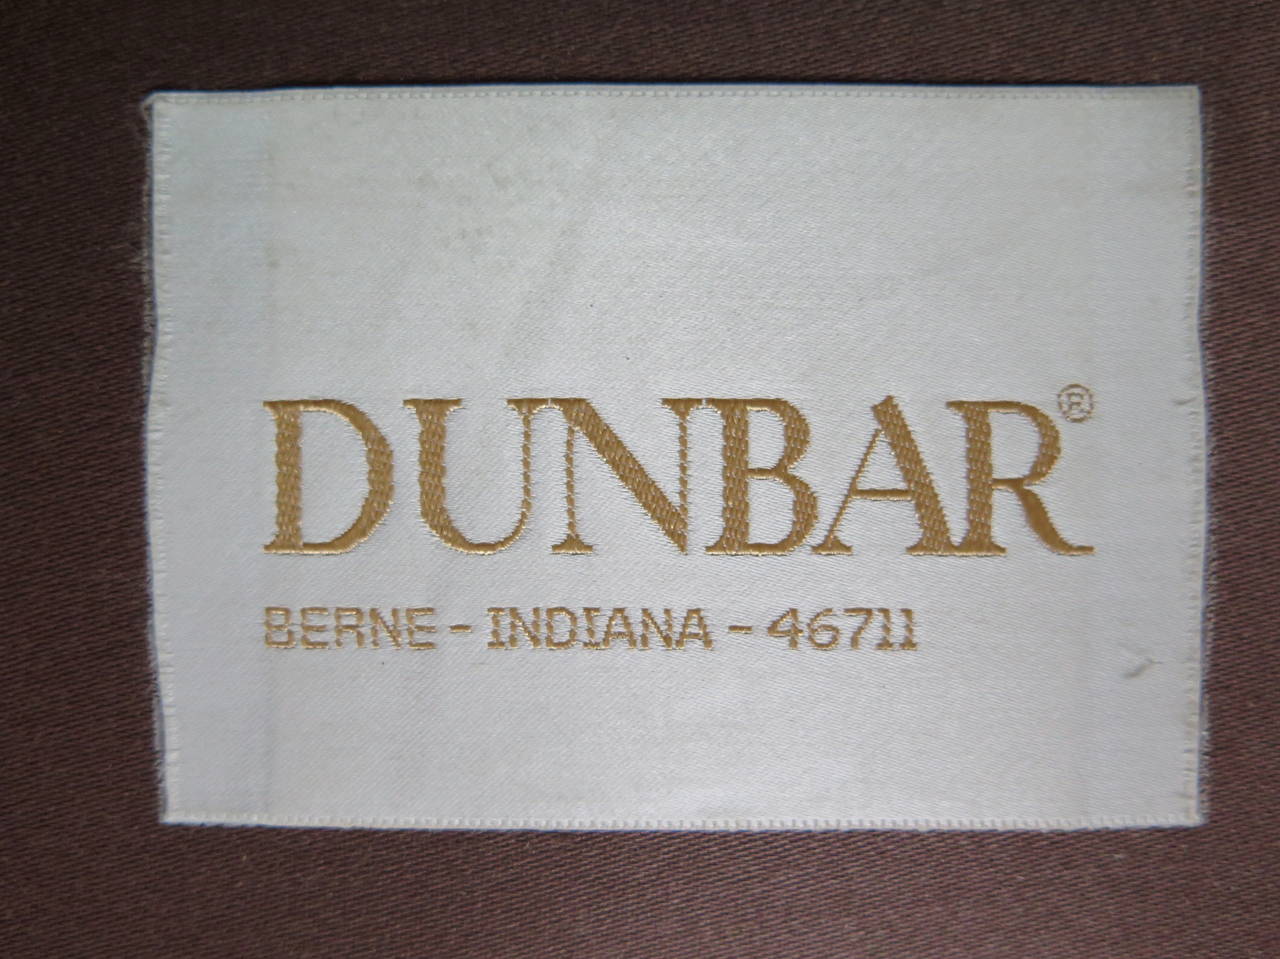 DUNBAR®
BERNE - INDIANA - 46711